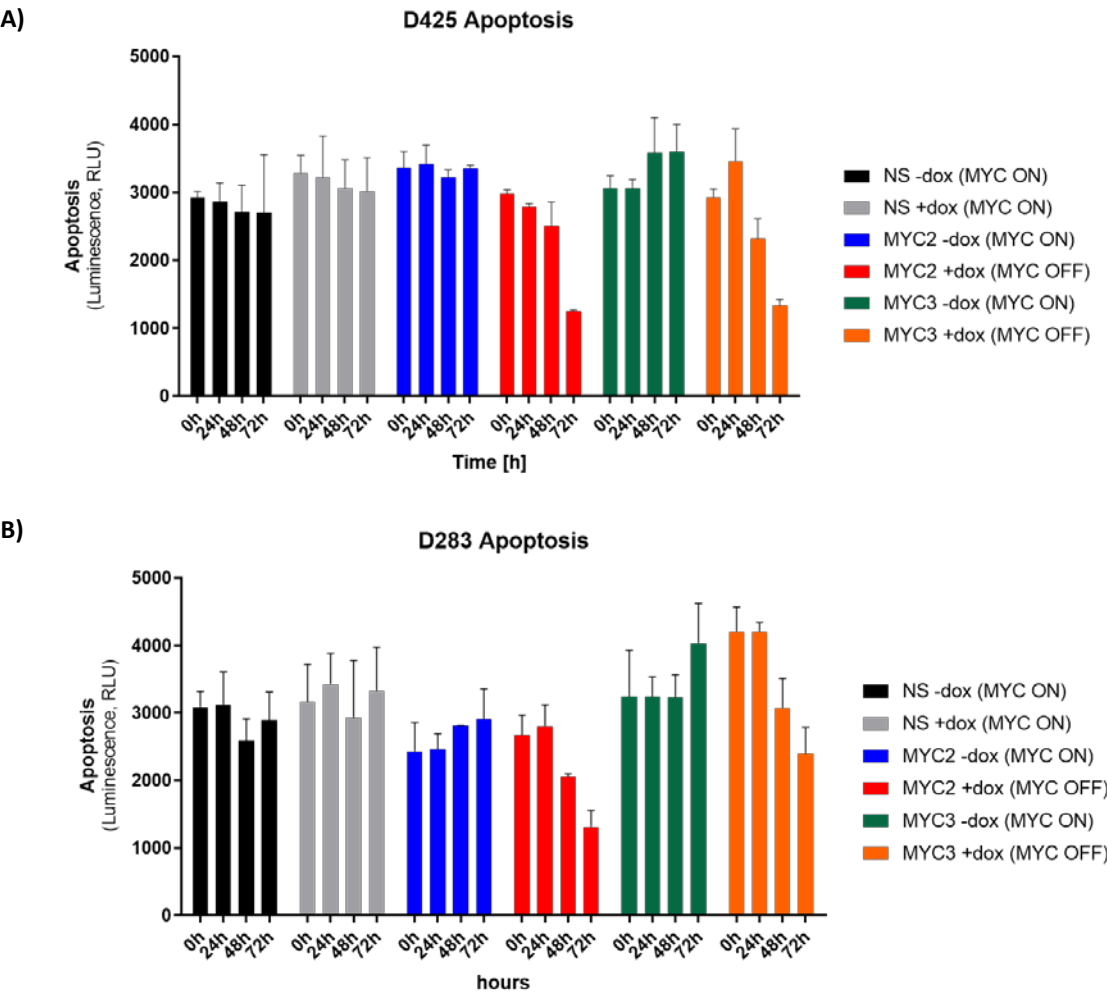 A)
D425 Apoptosis
Apoptosis
(Luminescence, RLU)
5000
4000
3000
2000
1000
0
0h 24h 48h 72h 0h 24h 48h 72h 0h 24h 48h 72h 0h 24h 48h 72h 0h 24h 48h 72h 0h 24h 48h 72h
Time [h]
NS -dox (MYC ON)
NS +dox (MYC ON)
MYC2 -dox (MYC ON)
MYC2 +dox (MYC OFF)
MYC3 -dox (MYC ON)
MYC3 +dox (MYC OFF)
B)
D283 Apoptosis
Apoptosis
(Luminescence, RLU)
5000
4000
3000
2000
1000
0
0h 24h 48h 72h 0h 24h 48h 72h 0h 24h 48h 72h 0h 24h 48h 72h 0h 24h 48h 72h 0h 24h 48h 72h
hours
NS -dox (MYC ON)
NS +dox (MYC ON)
MYC2 -dox (MYC ON)
MYC2 +dox (MYC OFF)
MYC3 -dox (MYC ON)
MYC3 +dox (MYC OFF)